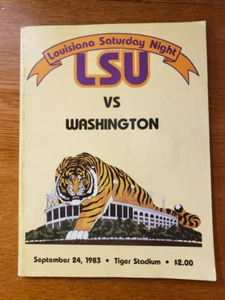 Louisiana Saturday Night
LSU
VS
WASHINGTON
September 24, 1983 • Tiger Stadium • $2.00